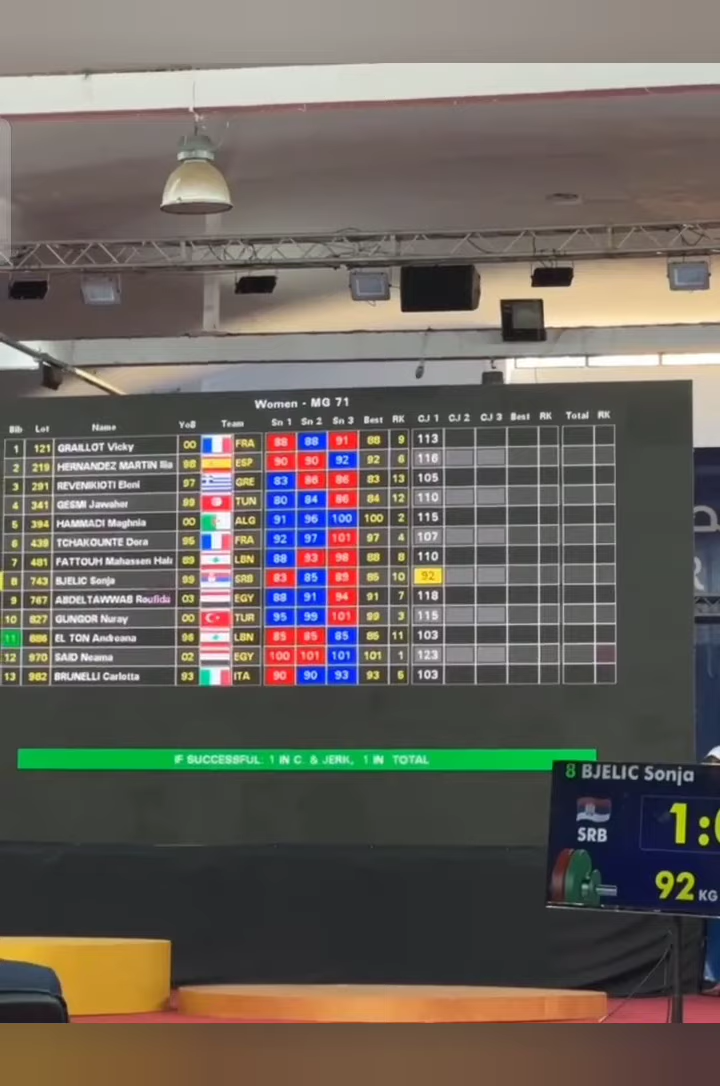 Women - MG 71
Bib Lot Name YoB Team Sn 1 Sn 2 Sn 3 Best RK CJ 1 CJ 2 CJ 3 Best RK Total RK
1 121 GRAILLOT Vicky 00 FRA 88 88 91 88 9 113
2 219 HERNANDEZ MARTIN Ilia 98 ESP 90 90 92 92 6 116
3 291 REVENIKIOTI Eleni 97 GRE 83 86 86 83 13 105
4 341 GESMI Jawaher 99 TUN 80 84 86 84 12 110
5 394 HAMMADI Maghnia 00 ALG 91 96 100 100 2 115
6 439 TCHAKOUNTE Dora 95 FRA 92 97 101 97 4 107
7 481 FATTOUH Mahassen Hala 89 LBN 88 93 98 88 8 110
8 743 BJELIC Sonja 99 SRB 83 85 89 85 10 92
9 767 ABDELTAWWAB Roufida 03 EGY 88 91 94 91 7 118
10 827 GUNGOR Nuray 00 TUR 95 99 101 99 3 115
11 886 EL TON Andreana 96 LBN 85 85 85 85 11 103
12 970 SAID Neama 02 EGY 100 101 101 101 1 123
13 982 BRUNELLI Carlotta 93 ITA 90 90 93 93 5 103
IF SUCCESSFUL: 1 IN C. & JERK, 1 IN TOTAL
8 BJELIC Sonja
SRB
1:
92 KG
R